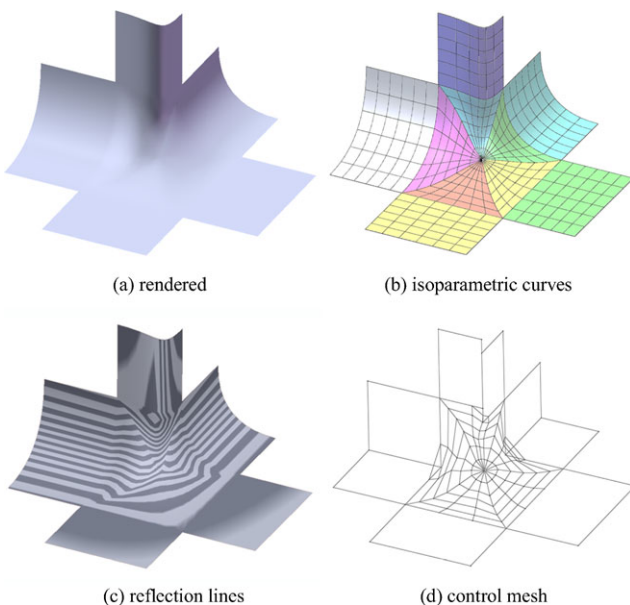 (a) rendered
(b) isoparametric curves
(c) reflection lines
(d) control mesh